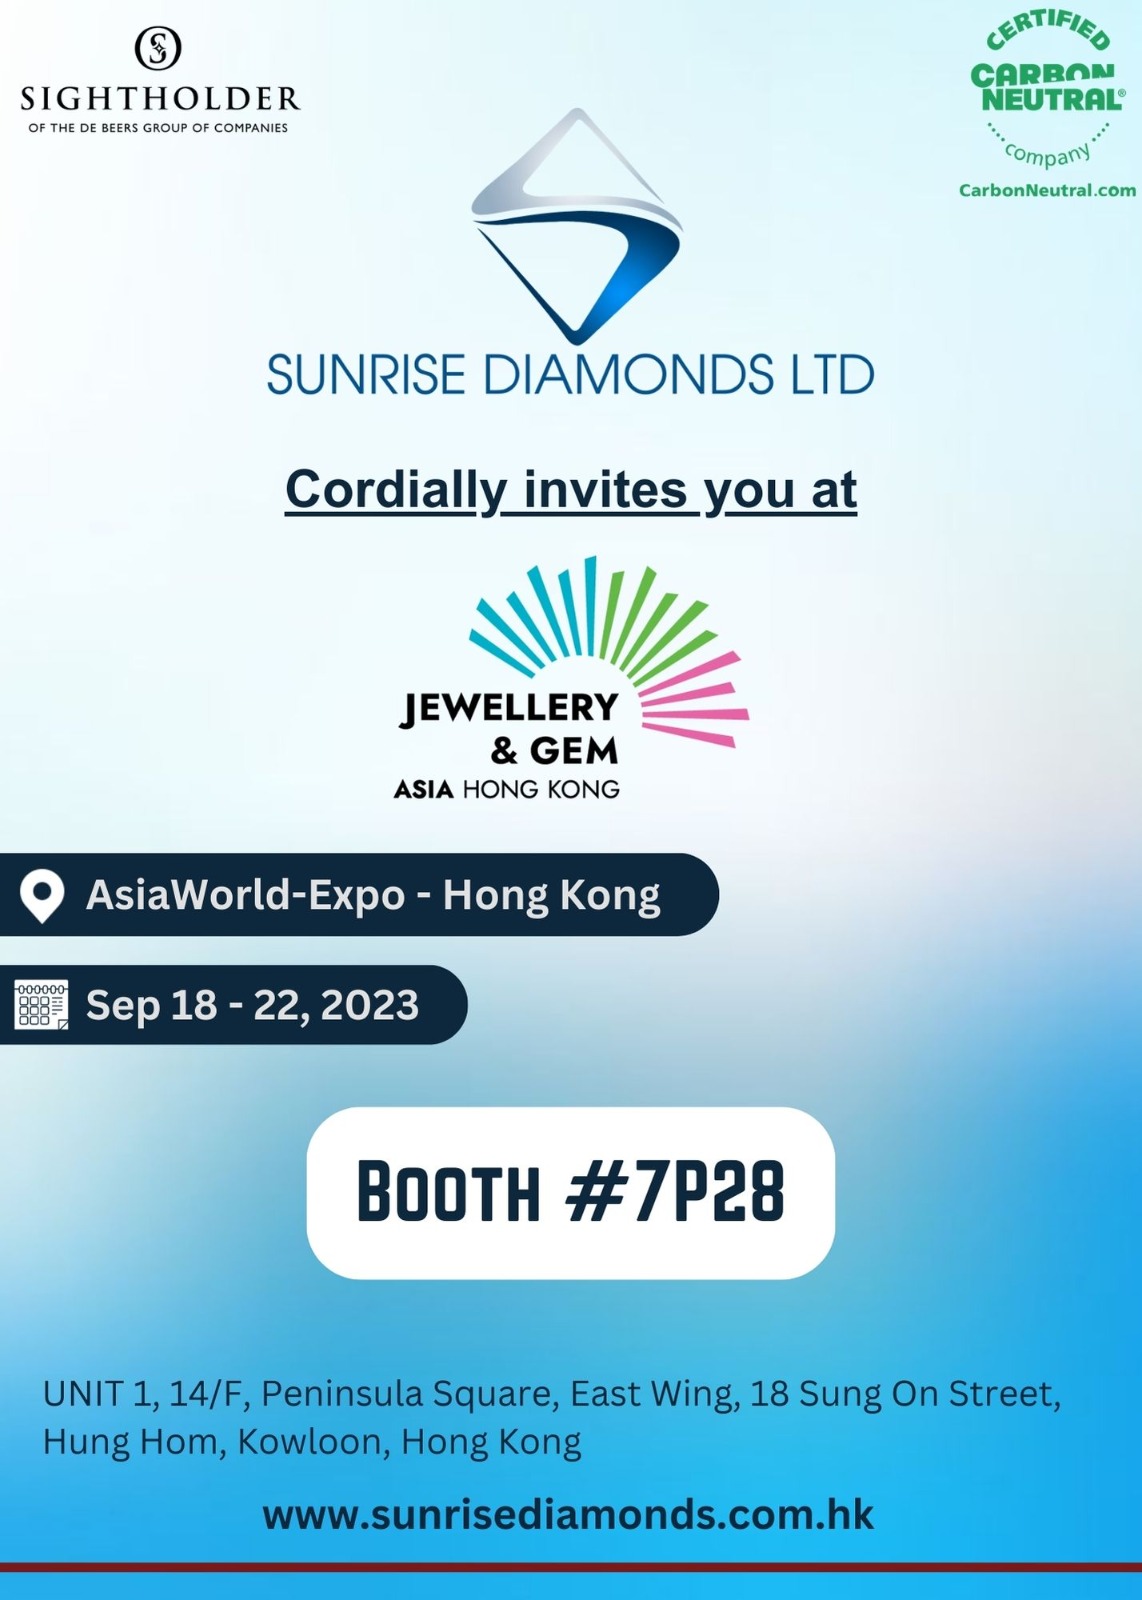 SIGHTHOLDER
OF THE DE BEERS GROUP OF COMPANIES
CERTIFIED
CARBON
NEUTRAL®
company
CarbonNeutral.com
SUNRISE DIAMONDS LTD
Cordially invites you at
JEWELLERY
& GEM
ASIA HONG KONG
AsiaWorld-Expo - Hong Kong
Sep 18 - 22, 2023
BOOTH #7P28
UNIT 1, 14/F, Peninsula Square, East Wing, 18 Sung On Street,
Hung Hom, Kowloon, Hong Kong
www.sunrisediamonds.com.hk